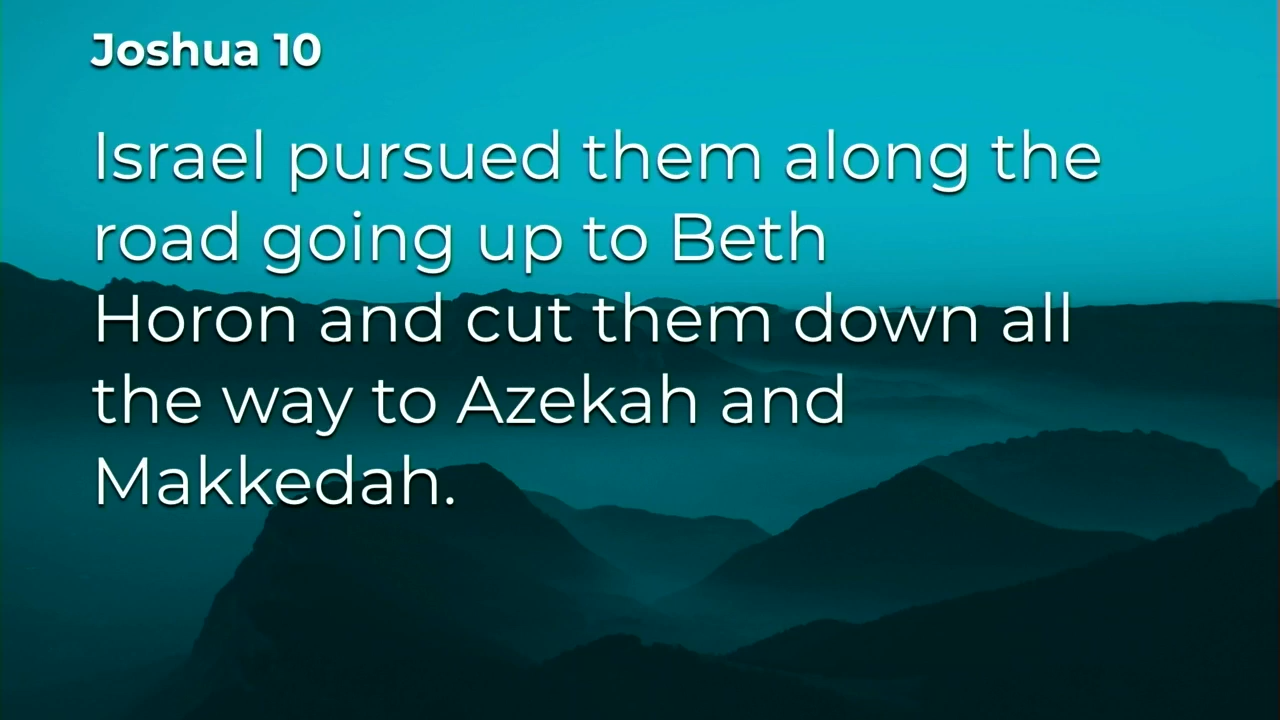 Joshua 10
Israel pursued them along the
road going up to Beth
Horon and cut them down all
the way to Azekah and
Makkedah.